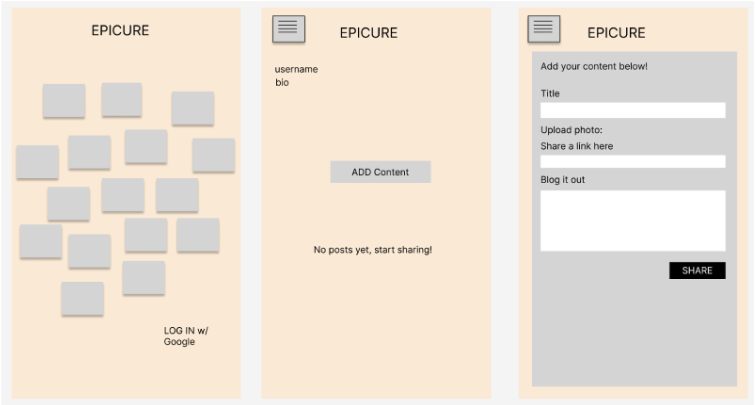 EPICURE
LOG IN w/
Google
EPICURE
username
bio
ADD Content
No posts yet, start sharing!
EPICURE
Add your content below!
Title
Upload photo:
Share a link here
Blog it out
SHARE